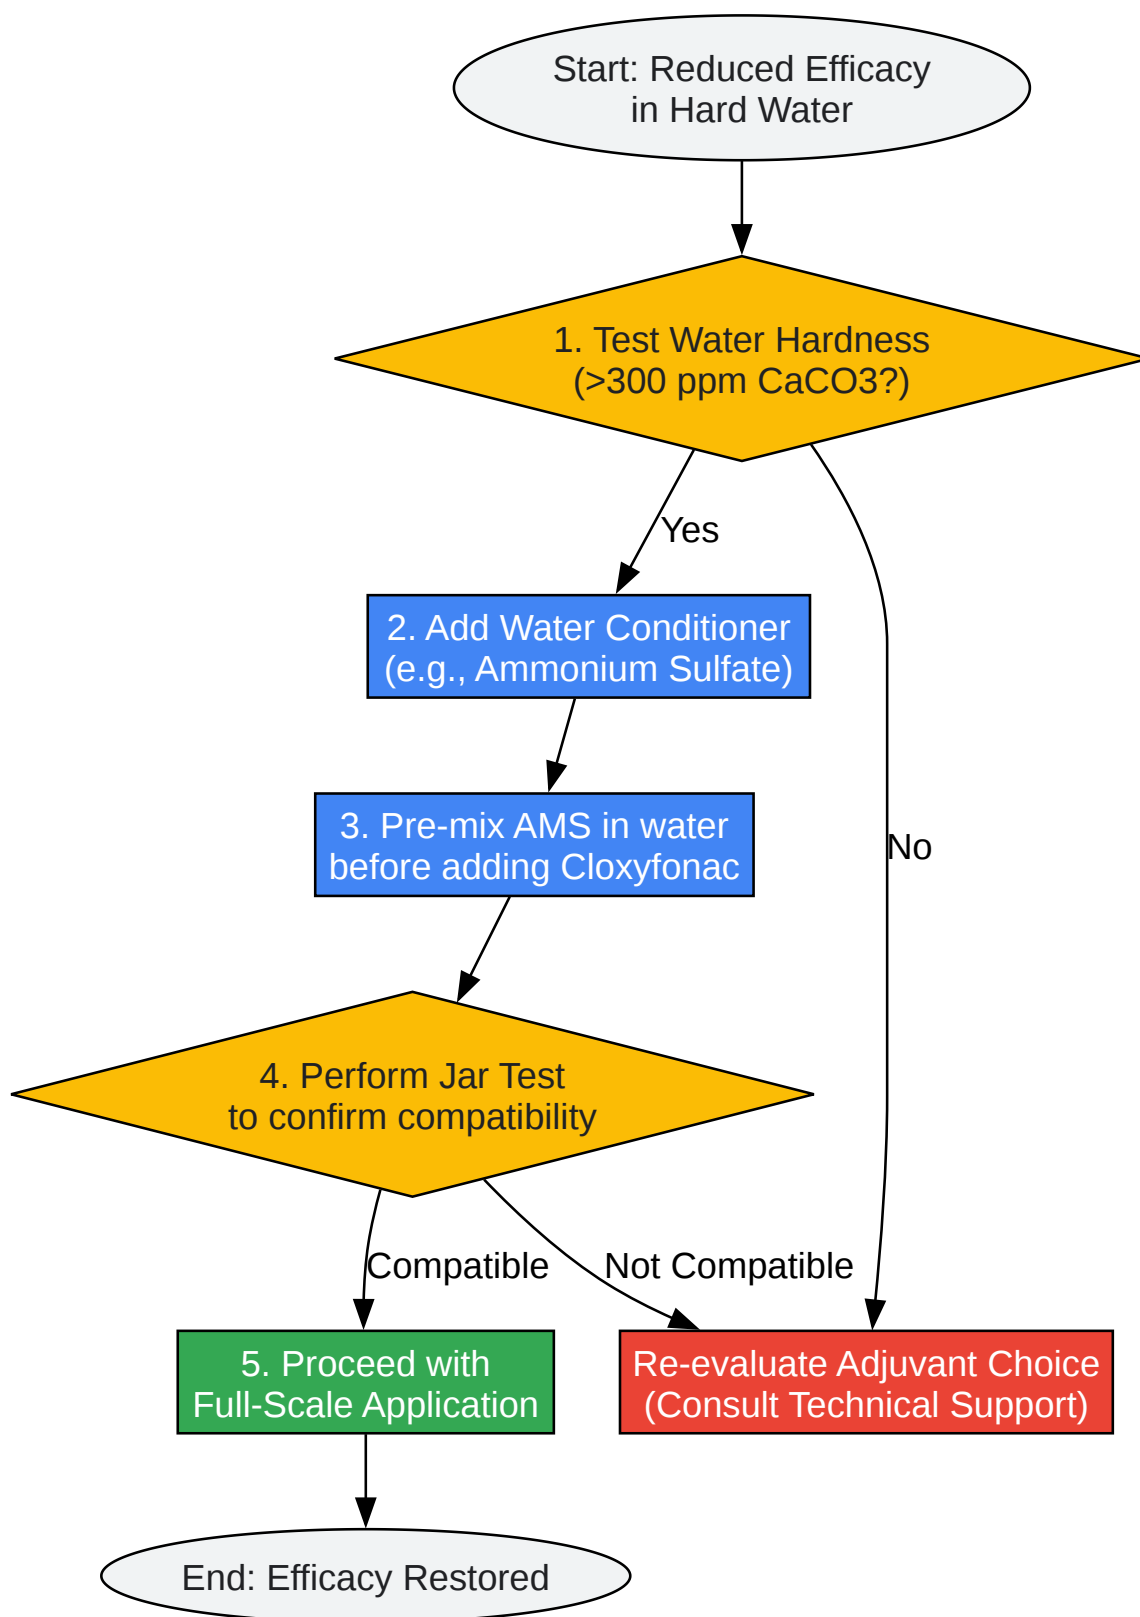 Start: Reduced Efficacy
in Hard Water
1. Test Water Hardness
(>300 ppm CaCO3?)
Yes
2. Add Water Conditioner
(e.g., Ammonium Sulfate)
3. Pre-mix AMS in water
before adding Cloxyfonac
No
4. Perform Jar Test
to confirm compatibility
Compatible
Not Compatible
5. Proceed with
Full-Scale Application
Re-evaluate Adjuvant Choice
(Consult Technical Support)
End: Efficacy Restored